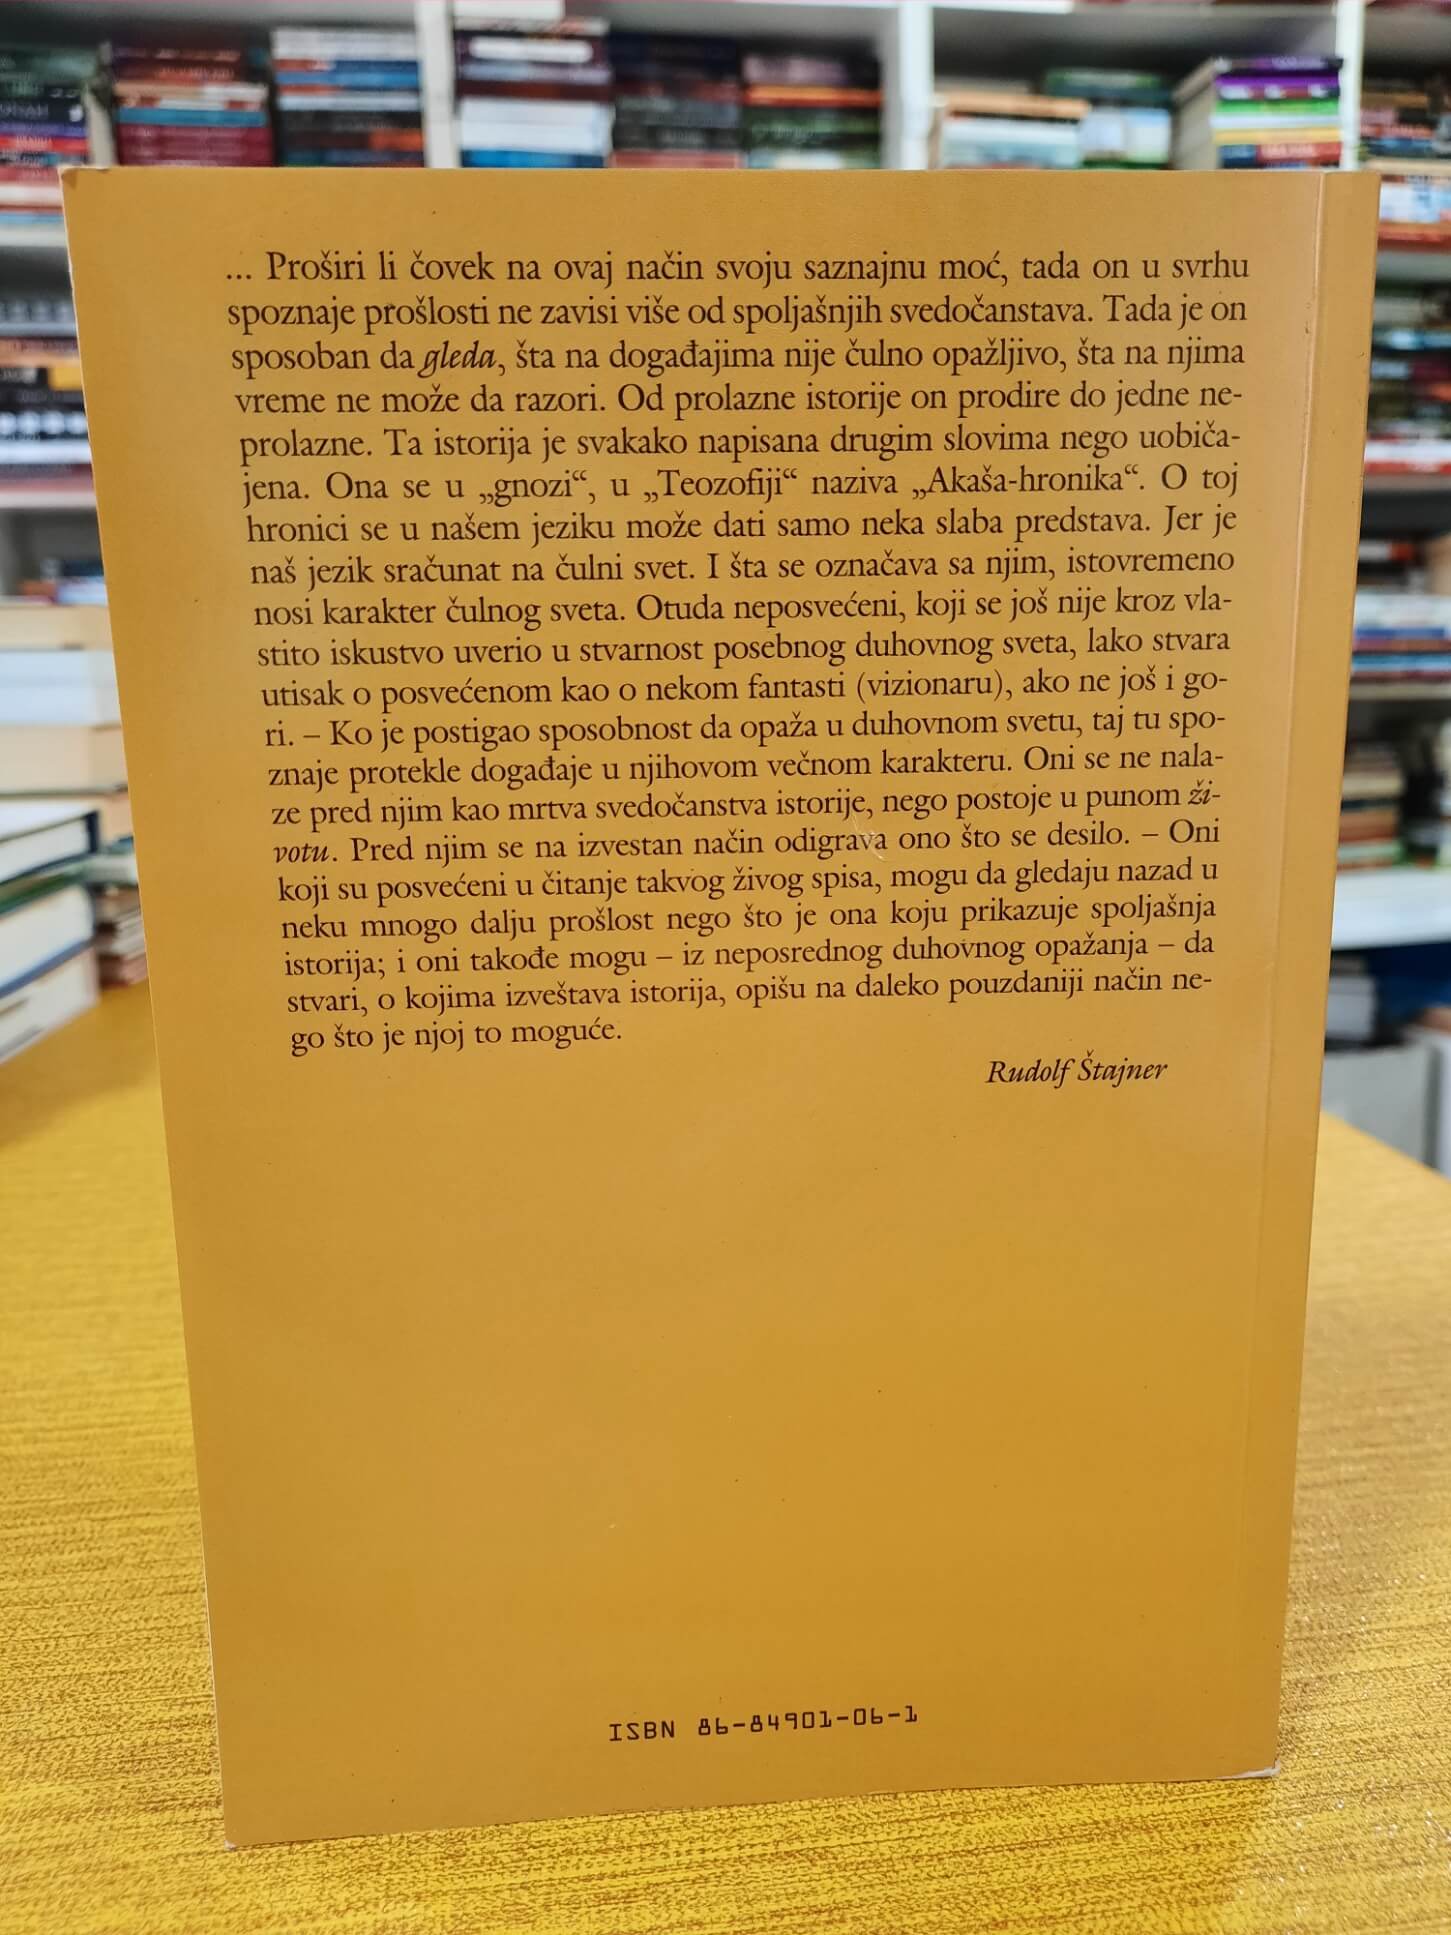 ... Proširi li čovek na ovaj način svoju saznajnu moć, tada on u svrhu
spoznaje prošlosti ne zavisi više od spoljašnjih svedočanstava. Tada je on
sposoban da gleda, šta na događajima nije čulno opažljivo, šta na njima
vreme ne može da razori. Od prolazne istorije on prodire do jedne ne-
prolazne. Ta istorija je svakako napisana drugim slovima nego uobiča-
jena. Ona se u „gnozi“, u „Teozofiji“ naziva „Akaša-hronika“. O toj
hronici se u našem jeziku može dati samo neka slaba predstava. Jer je
naš jezik sračunat na čulni svet. I šta se označava sa njim, istovremeno
nosi karakter čulnog sveta. Otuda neposvećeni, koji se još nije kroz vla-
stito iskustvo uverio u stvarnost posebnog duhovnog sveta, lako stvara
utisak o posvećenom kao o nekom fantasti (vizionaru), ako ne još i go-
ri. – Ko je postigao sposobnost da opaža u duhovnom svetu, taj tu spo-
znaje protekle događaje u njihovom večnom karakteru. Oni se ne nala-
ze pred njim kao mrtva svedočanstva istorije, nego postoje u punom ži-
votu. Pred njim se na izvestan način odigrava ono što se desilo. – Oni
koji su posvećeni u čitanje takvog živog spisa, mogu da gledaju nazad u
neku mnogo dalju prošlost nego što je ona koju prikazuje spoljašnja
istorija; i oni takođe mogu – iz neposrednog duhovnog opažanja – da
stvari, o kojima izveštava istorija, opišu na daleko pouzdaniji način ne-
go što je njoj to moguće.
Rudolf Štajner
ISBN 86-84901-06-1